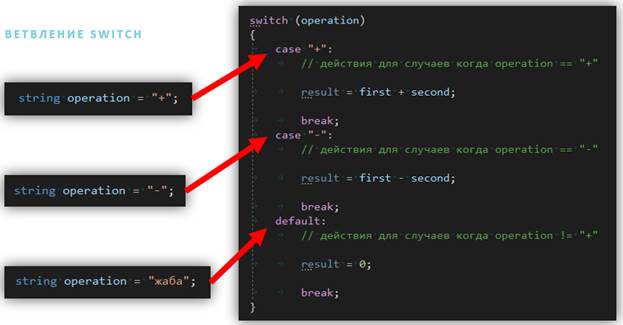 ВЕТВЛЕНИЕ SWITCH
string operation = "+";
string operation = "-";
string operation = "жаба";
switch (operation)
{
case "+":
// действия для случаев когда operation == "+"
result = first + second;
break;
case "-":
// действия для случаев когда operation == "-"
result = first - second;
break;
default:
// действия для случаев когда operation != "+"
result = 0;
break;
}